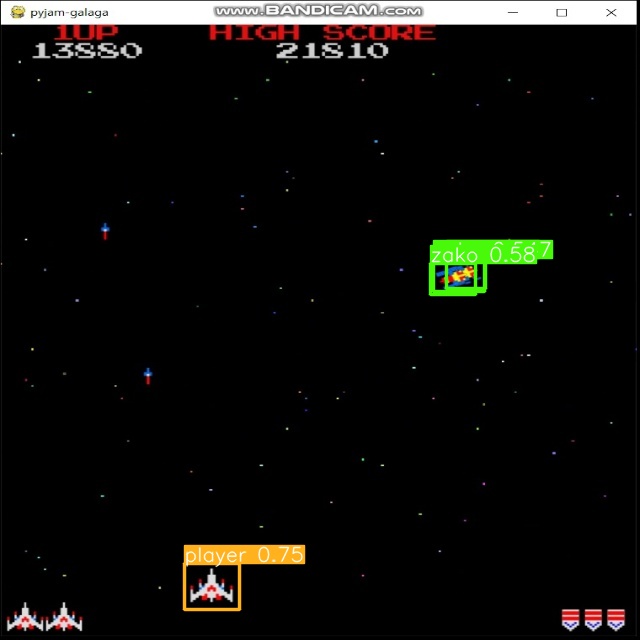 pyjam-galaga
www.BANDICAM.com
1UP HIGH SCORE
13880 21810
zako 0.58
player 0.75